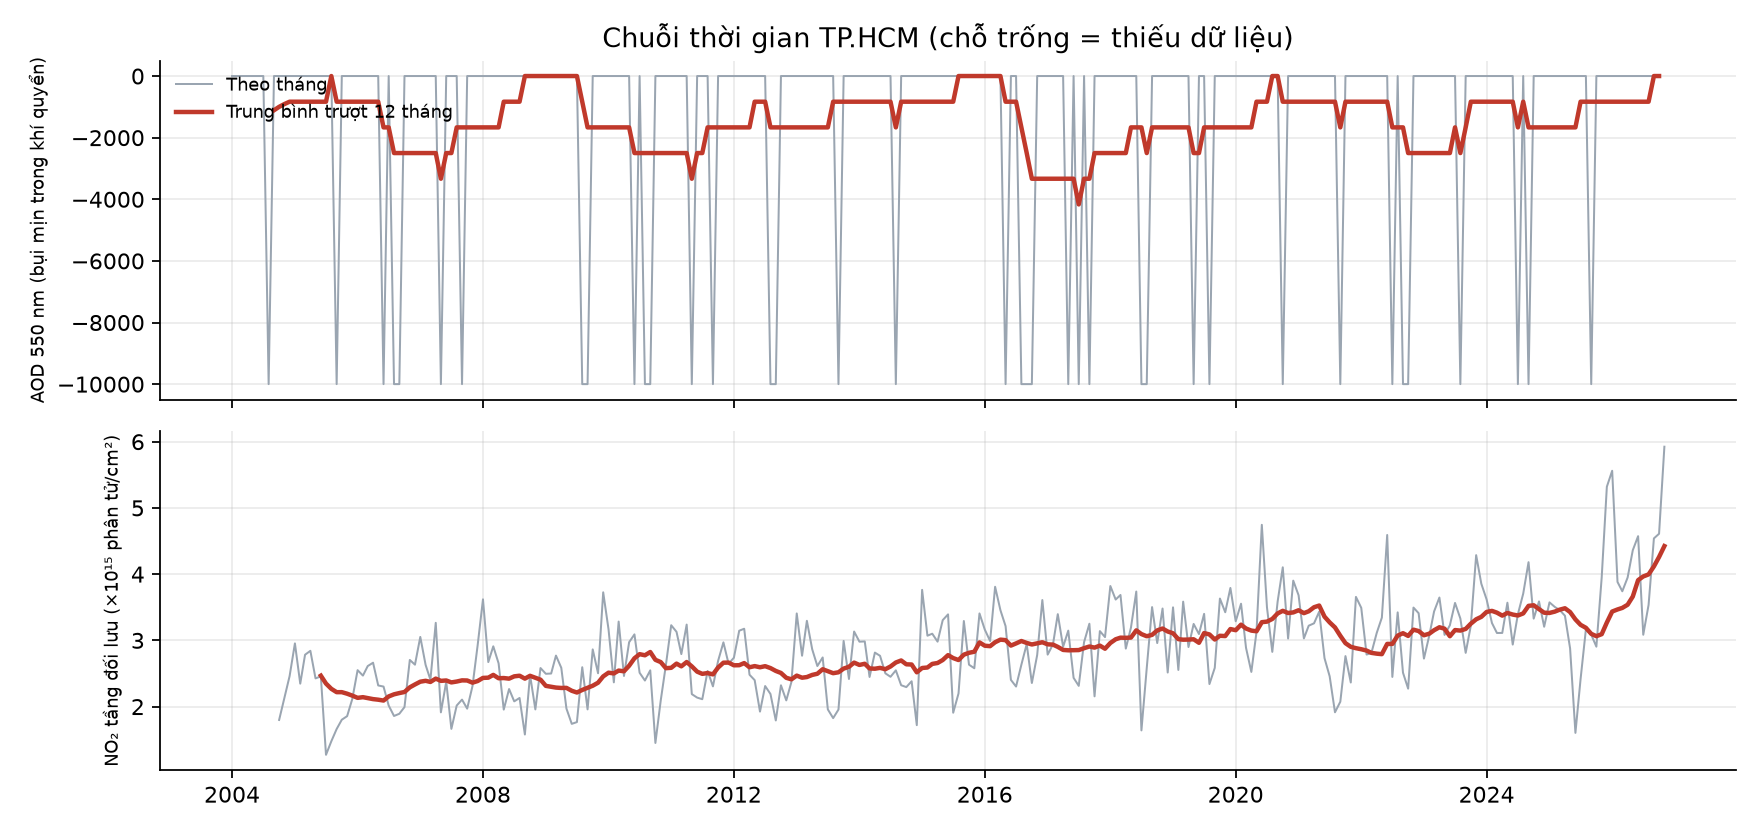 Chuỗi thời gian TP.HCM (chỗ trống = thiếu dữ liệu)
AOD 550 nm (bụi mịn trong khí quyển)
0
−2000
−4000
−6000
−8000
−10000
Theo tháng
Trung bình trượt 12 tháng
NO₂ tầng đối lưu (×10¹⁵ phân tử/cm²)
6
5
4
3
2
2004 2008 2012 2016 2020 2024